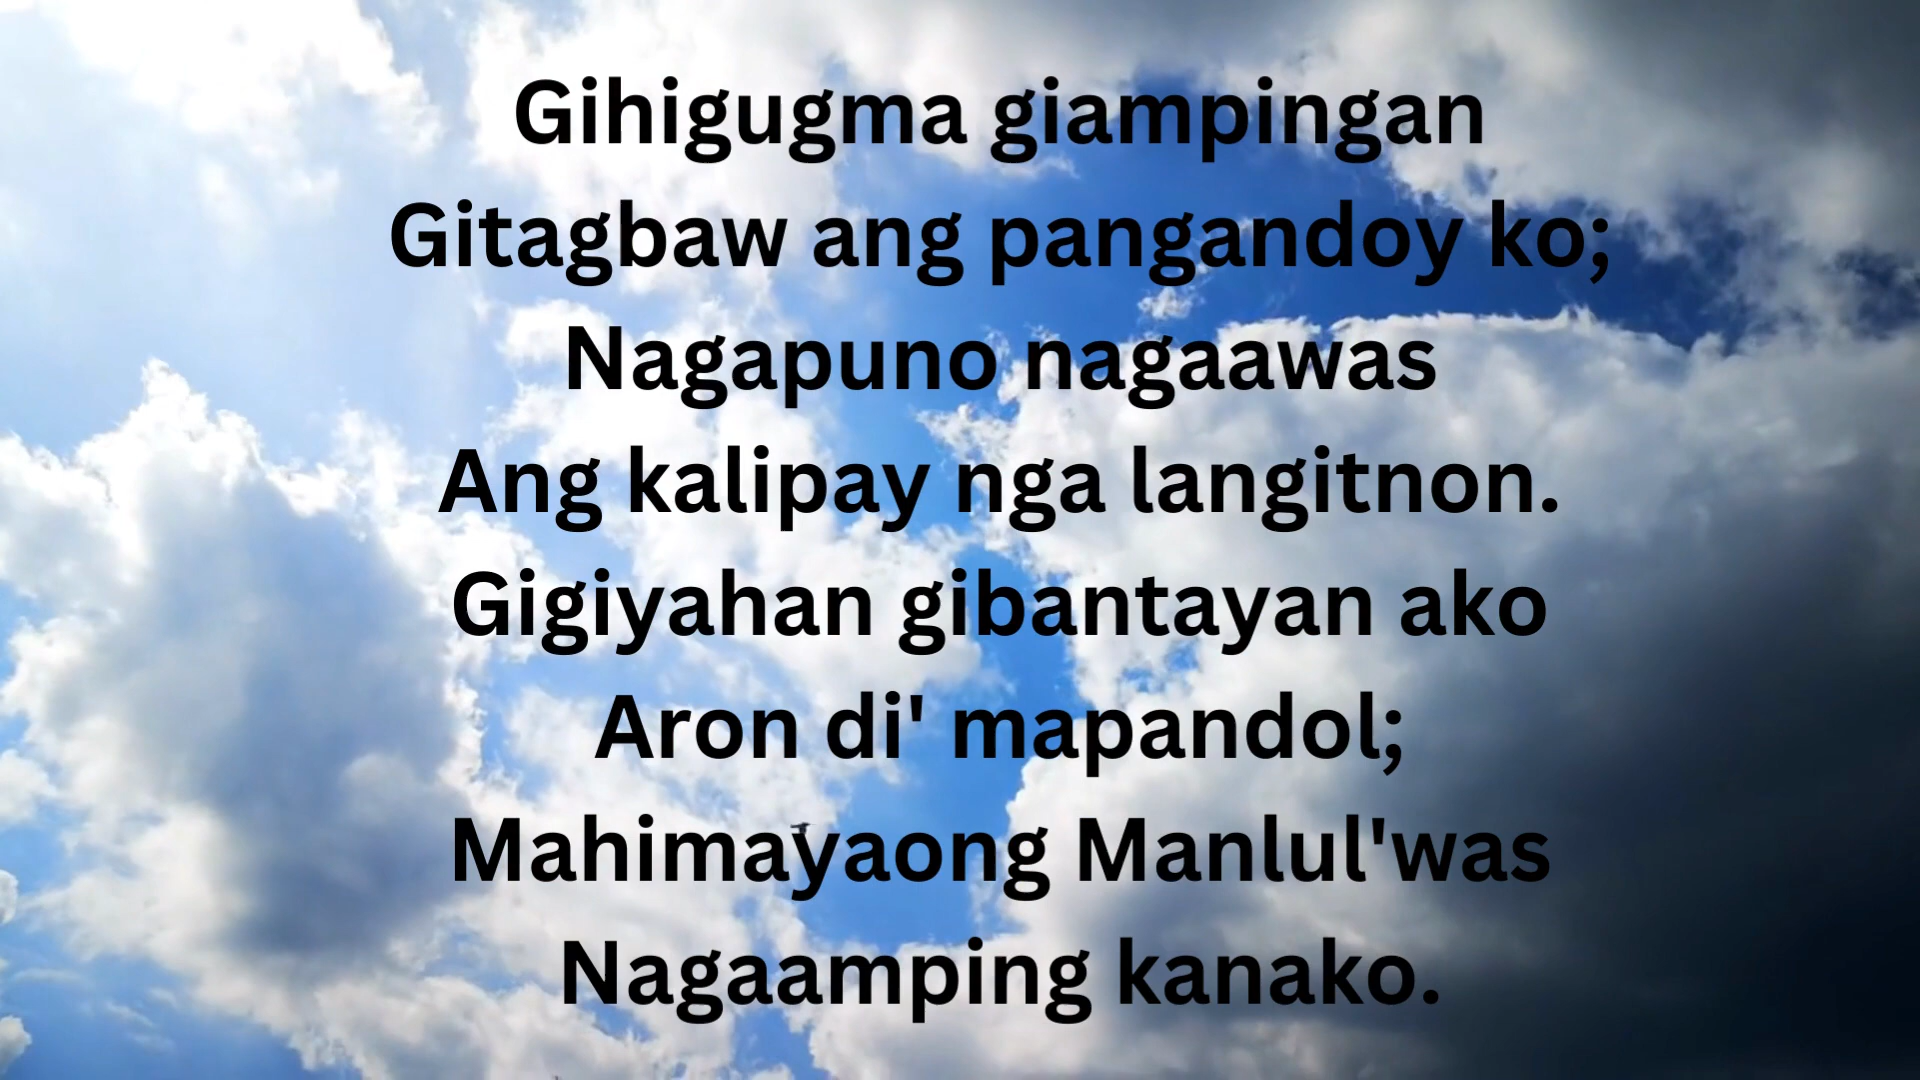 Gihigugma giampingan
Gitagbaw ang pangandoy ko;
Nagapuno nagaawas
Ang kalipay nga langitnon.
Gigiyahan gibantayan ako
Aron di' mapandol;
Mahimayaong Manlul'was
Nagaamping kanako.